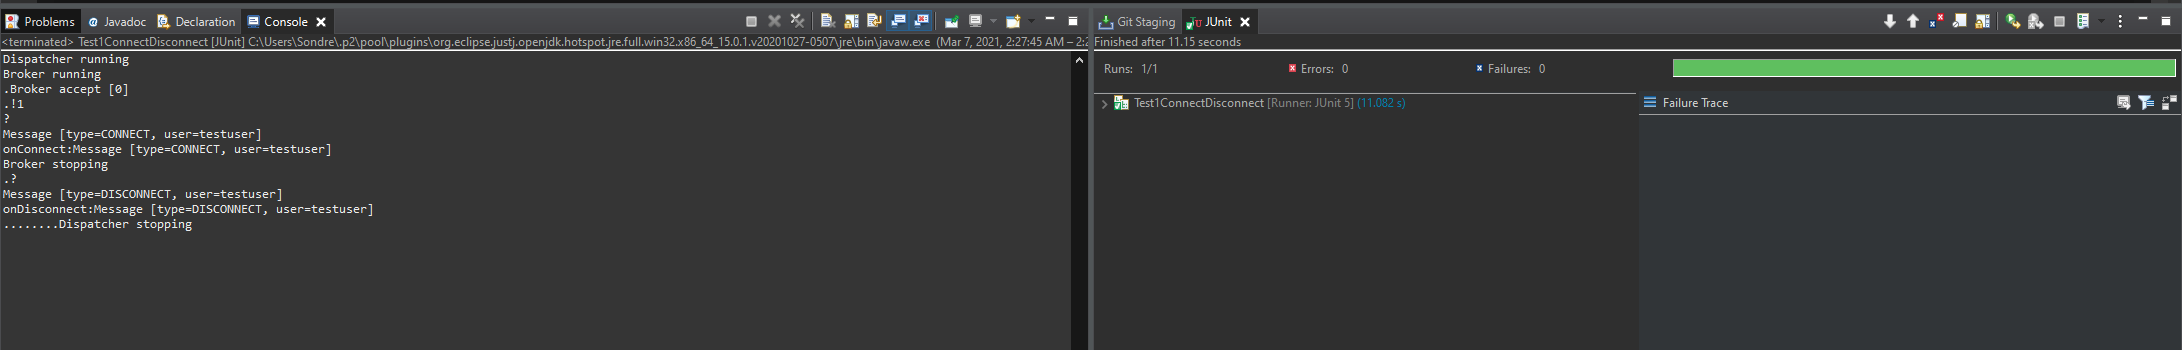 Problems @ Javadoc Declaration Console
<terminated> Test1ConnectDisconnect [JUnit] C:\Users\Sondre\.p2\pool\plugins\org.eclipse.justj.openjdk.hotspot.jre.full.win32.x86_64_15.0.1.v20201027-0507\jre\bin\javaw.exe (Mar 7, 2021, 2:27:45 AM – 2:2
Dispatcher running
Broker running
.Broker accept [0]
.!1
?
Message [type=CONNECT, user=testuser]
onConnect:Message [type=CONNECT, user=testuser]
Broker stopping
.?
Message [type=DISCONNECT, user=testuser]
onDisconnect:Message [type=DISCONNECT, user=testuser]
........Dispatcher stopping
Git Staging JUnit
Finished after 11.15 seconds
Runs: 1/1 Errors: 0 Failures: 0
Test1ConnectDisconnect [Runner: JUnit 5] (11.082 s)
Failure Trace